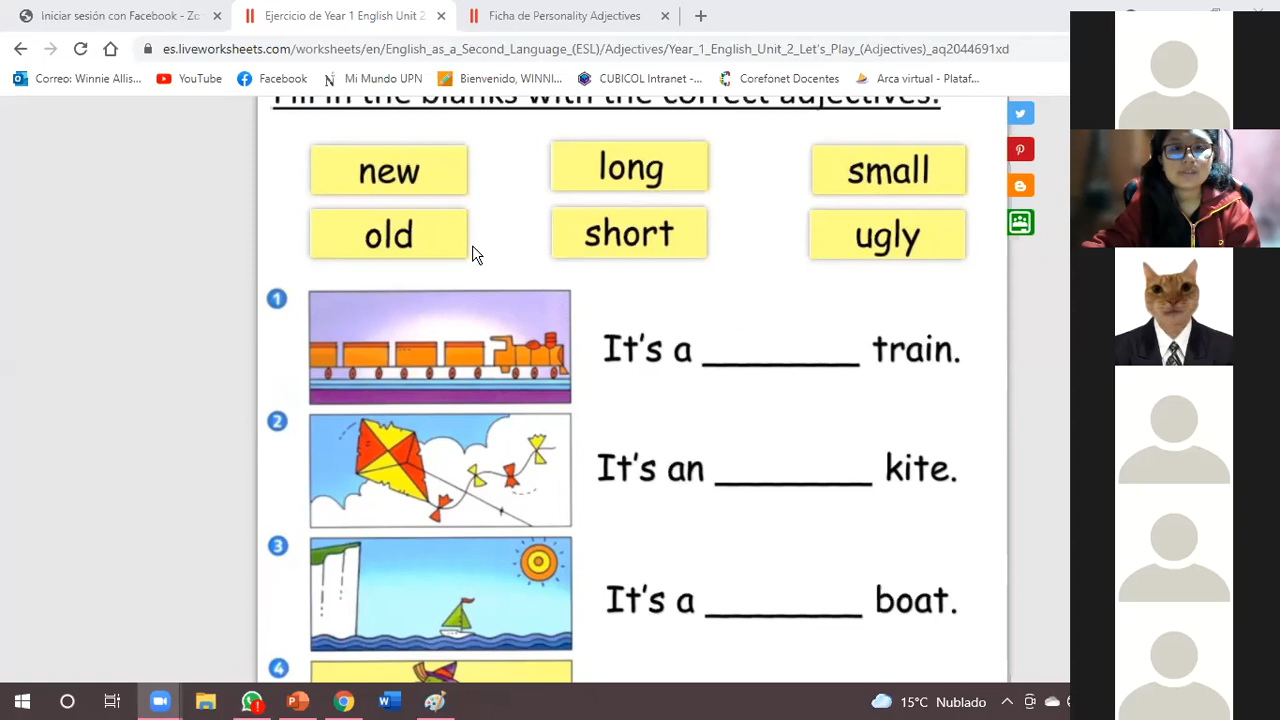 Iniciar sesión con Facebook - Zo
Ejercicio de Year 1 English Unit 2
Ficha de Personality Adjectives
es.liveworksheets.com/worksheets/en/English_as_a_Second_Language_(ESL)/Adjectives/Year_1_English_Unit_2_Let's_Play_(Adjectives)_aq2044691xd
Correo: Winnie Allis... YouTube Facebook Mi Mundo UPN Bienvenido, WINNI... CUBICOL Intranet -... Corefonet Docentes Arca virtual - Plataf...
Fill in the blanks with the correct adjectives.
new long small
old short ugly
1 It's a ________ train.
2 It's an ________ kite.
3 It's a ________ boat.
4
15°C Nublado